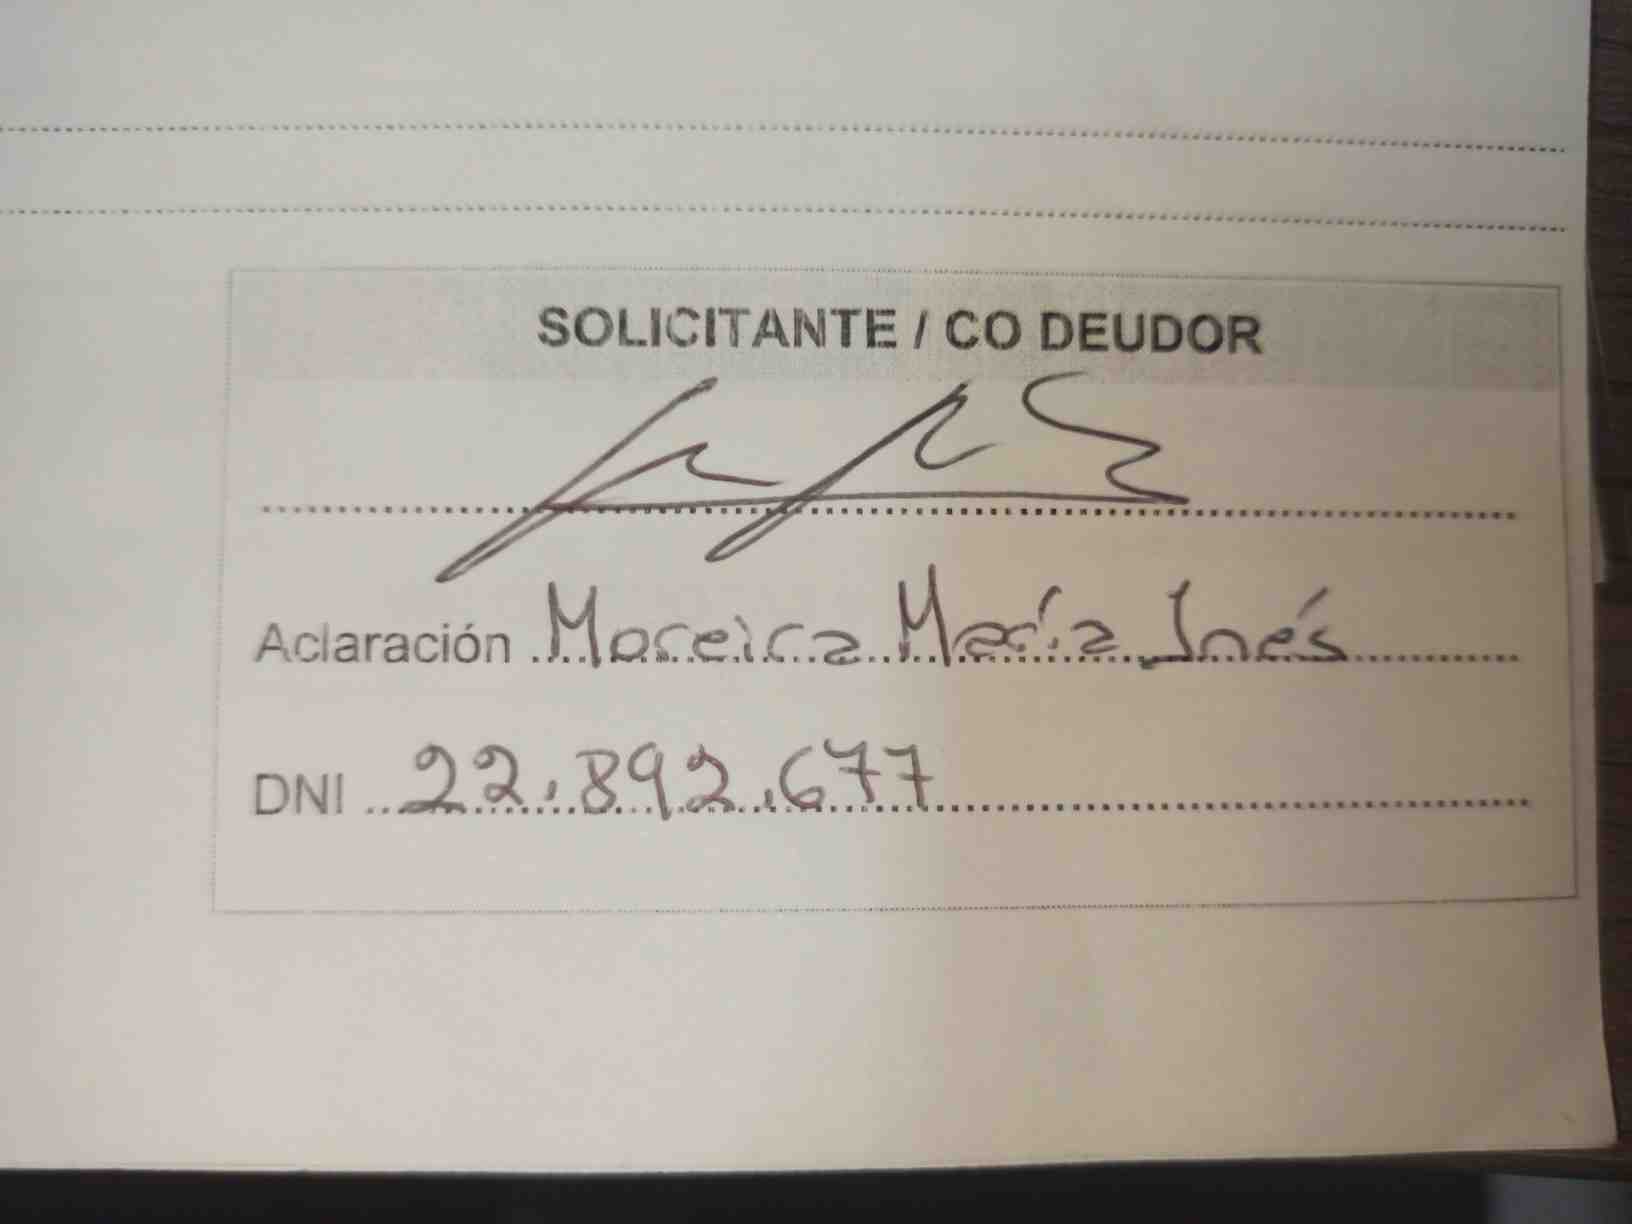 SOLICITANTE / CO DEUDOR
Aclaración Moreira María Inés
DNI 22.892.677